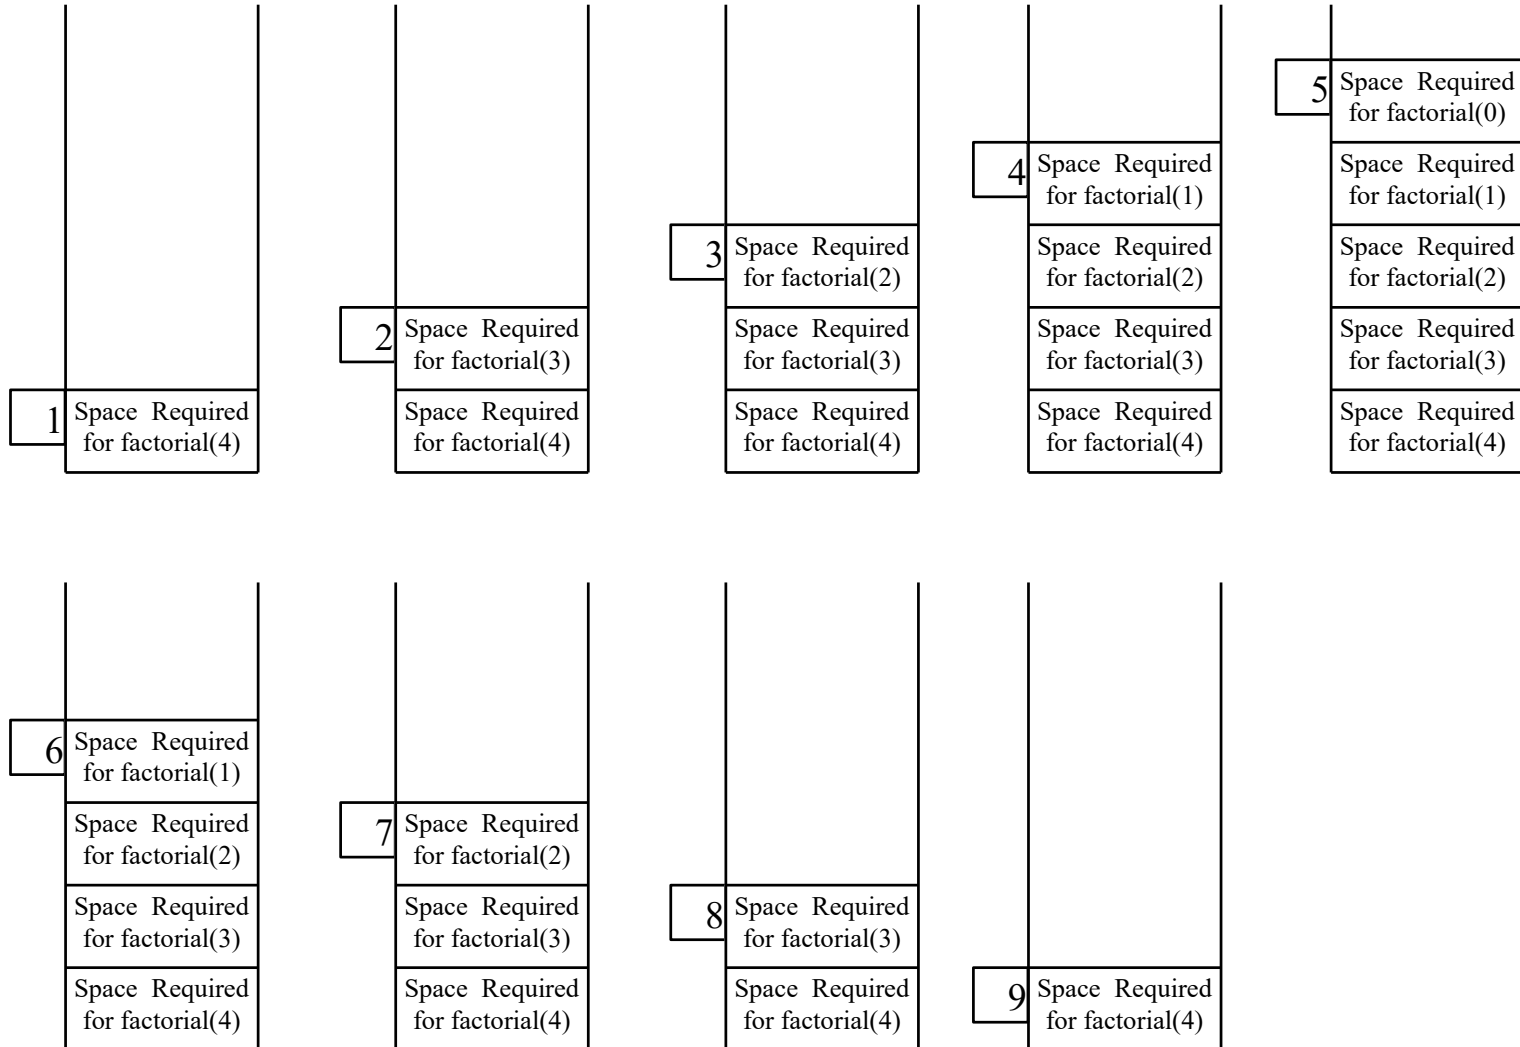 1
Space Required
for factorial(4)
2
Space Required
for factorial(3)
Space Required
for factorial(4)
3
Space Required
for factorial(2)
Space Required
for factorial(3)
Space Required
for factorial(4)
4
Space Required
for factorial(1)
Space Required
for factorial(2)
Space Required
for factorial(3)
Space Required
for factorial(4)
5
Space Required
for factorial(0)
Space Required
for factorial(1)
Space Required
for factorial(2)
Space Required
for factorial(3)
Space Required
for factorial(4)
6
Space Required
for factorial(1)
Space Required
for factorial(2)
Space Required
for factorial(3)
Space Required
for factorial(4)
7
Space Required
for factorial(2)
Space Required
for factorial(3)
Space Required
for factorial(4)
8
Space Required
for factorial(3)
Space Required
for factorial(4)
9
Space Required
for factorial(4)